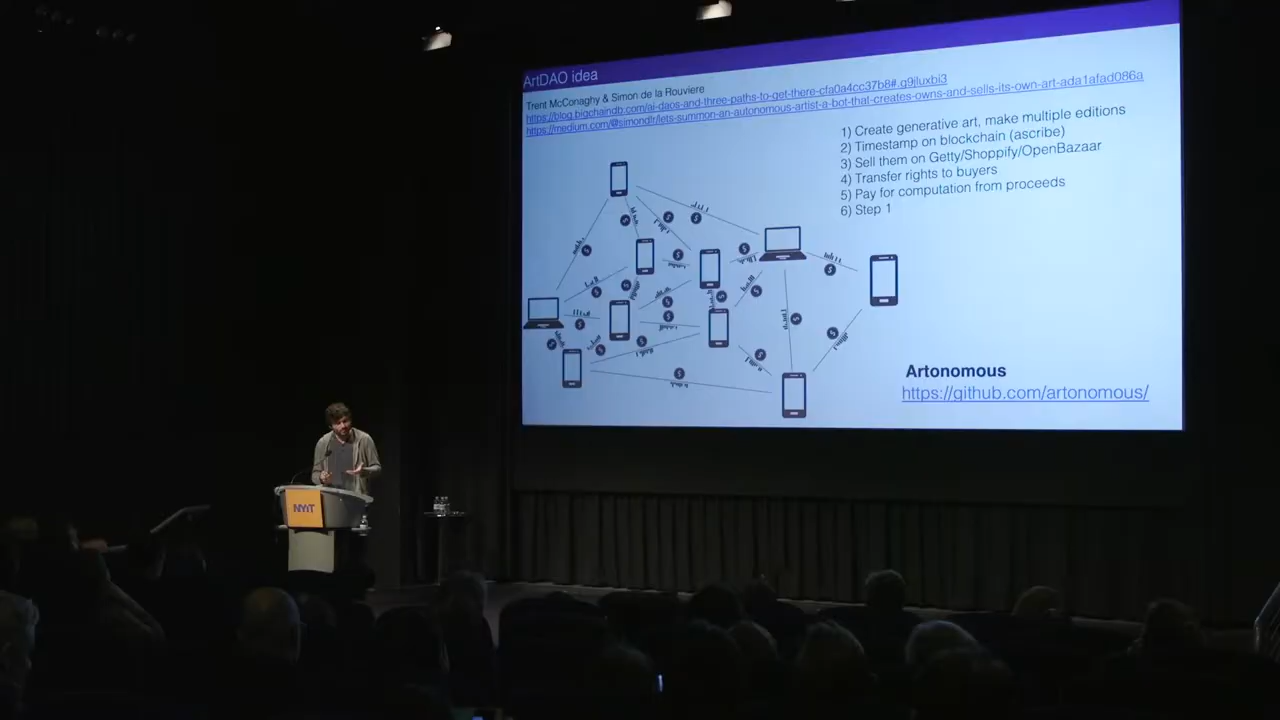 ArtDAO idea
Trent McConaghy & Simon de la Rouviere
https://blog.bigchaindb.com/ai-daos-and-three-paths-to-get-there-cfa0a4cc37b8#.g9jluxbi3
https://medium.com/@simondlr/lets-summon-an-autonomous-artist-a-bot-that-creates-owns-and-sells-its-own-art-ada1afad086a
1) Create generative art, make multiple editions
2) Timestamp on blockchain (ascribe)
3) Sell them on Getty/Shoppify/OpenBazaar
4) Transfer rights to buyers
5) Pay for computation from proceeds
6) Step 1
Artonomous
https://github.com/artonomous/
NYIT